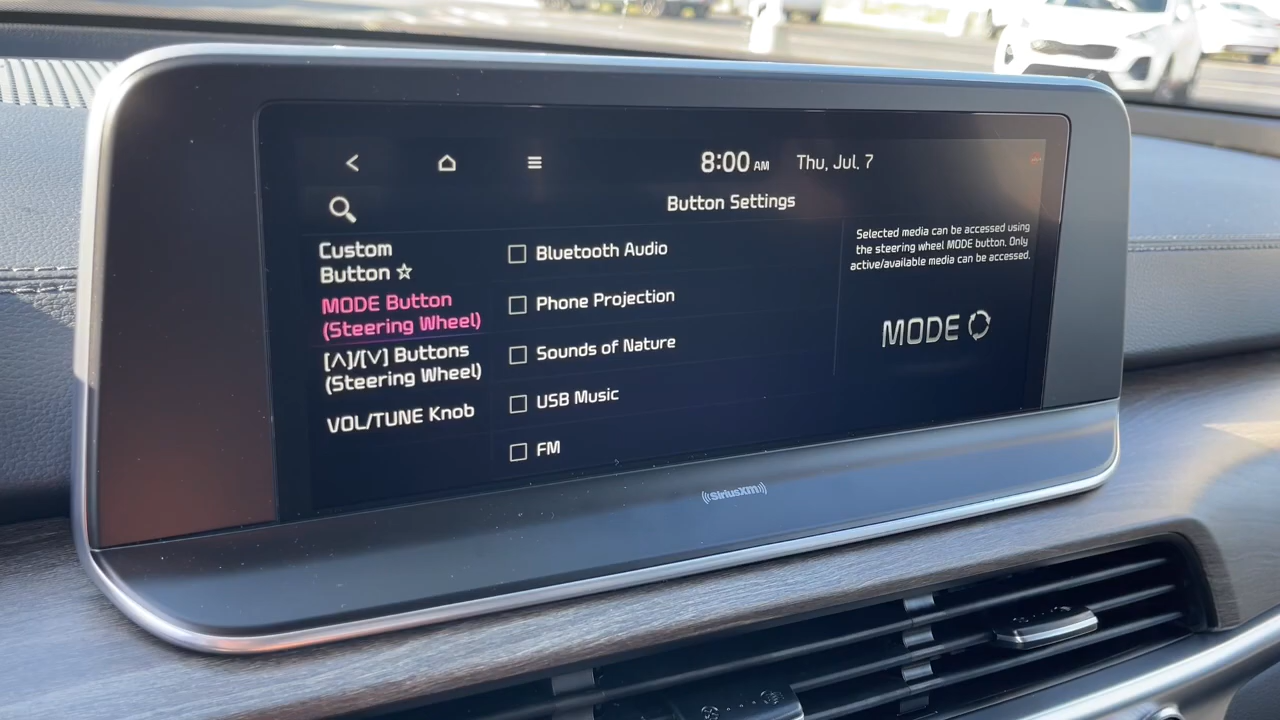 8:00 AM Thu, Jul. 7
Button Settings
Custom
Button ☆
MODE Button
(Steering Wheel)
[∧]/[∨] Buttons
(Steering Wheel)
VOL/TUNE Knob
Bluetooth Audio
Phone Projection
Sounds of Nature
USB Music
FM
Selected media can be accessed using
the steering wheel MODE button. Only
active/available media can be accessed.
MODE
((SiriusXM))